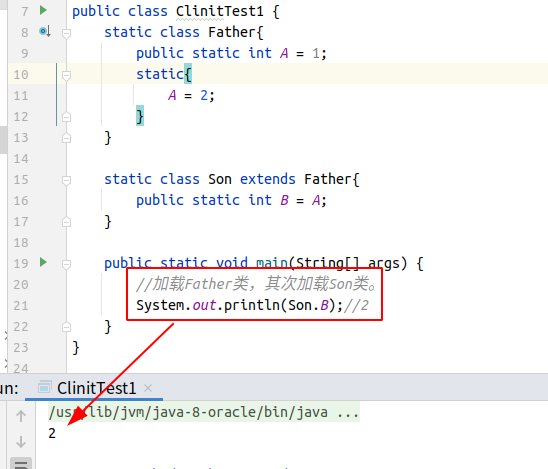 7 public class ClinitTest1 {
8 static class Father{
9 public static int A = 1;
10 static{
11 A = 2;
12 }
13 }
14
15 static class Son extends Father{
16 public static int B = A;
17 }
18
19 public static void main(String[] args) {
20 //加载Father类，其次加载Son类。
21 System.out.println(Son.B);//2
22 }
23 }
24
un: ClinitTest1 ×
/usr/lib/jvm/java-8-oracle/bin/java ...
2